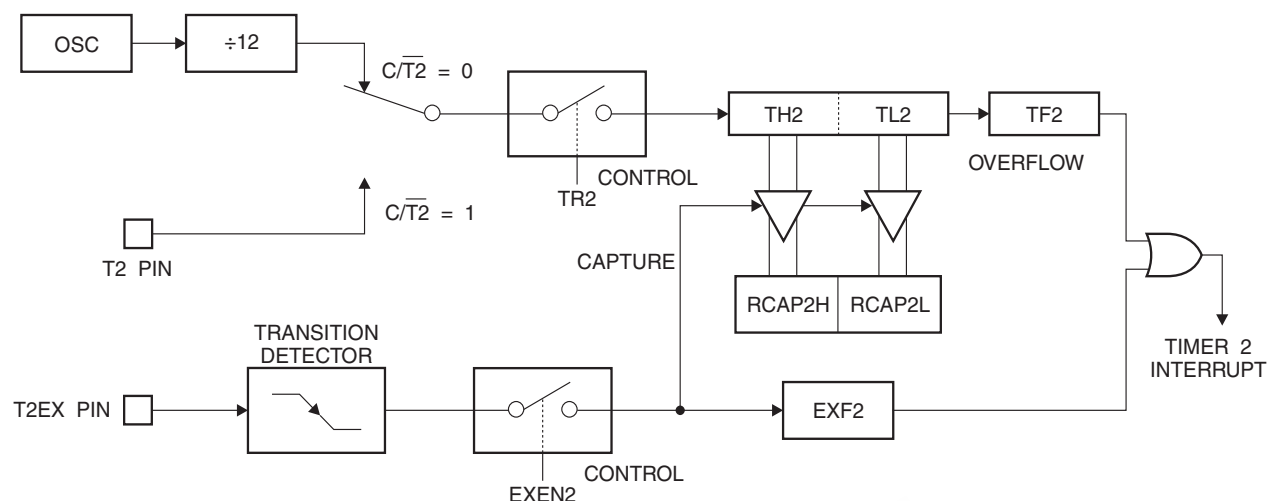 OSC
÷12
C/T2 = 0
TH2
TL2
TF2
CONTROL
TR2
OVERFLOW
C/T2 = 1
T2 PIN
CAPTURE
RCAP2H
RCAP2L
TRANSITION
DETECTOR
TIMER 2
INTERRUPT
T2EX PIN
EXF2
CONTROL
EXEN2